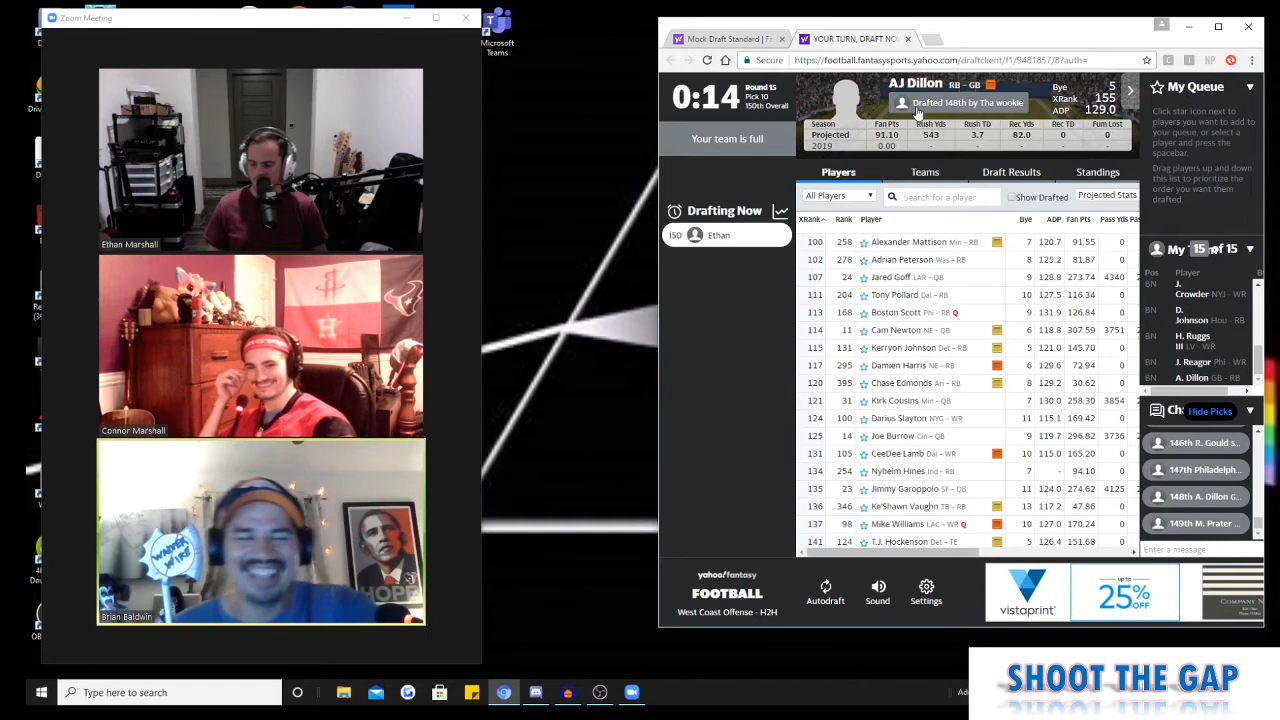 Zoom Meeting
Microsoft
Teams
Ethan Marshall
Connor Marshall
WAIVER
WIRE
HOPE
Brian Baldwin
Mock Draft Standard | Fa
YOUR TURN, DRAFT NO
Secure
https://football.fantasysports.yahoo.com/draftclient/f1/9481857/8?auth=
0:14
Round 15
Pick 10
150th Overall
Your team is full
AJ Dillon RB - GB
Drafted 148th by Tha wookie
Bye 5
XRank 155
ADP 129.0
Season Fan Pts Rush Yds Rush TD Rec Yds Rec TD Fum Lost
Projected 91.10 543 3.7 82.0 0 0
2019 0.00 - - - - -
My Queue
Click star icon next to
players you want to add to
your queue, or select a
player and press the
spacebar.
Drag players up and down
this list to prioritize the
order you want them
drafted.
Players Teams Draft Results Standings
All Players
Search for a player
Show Drafted
Projected Stats
Drafting Now
150 Ethan
XRank Rank Player Bye ADP Fan Pts Pass Yds Pas
100 258 Alexander Mattison Min - RB 7 120.7 91.55 0
102 278 Adrian Peterson Was - RB 8 125.2 81.87 0
107 24 Jared Goff LAR - QB 9 128.8 273.74 4340
111 204 Tony Pollard Dal - RB 10 127.5 116.34 0
113 168 Boston Scott Phi - RB Q 9 131.9 126.84 0
114 11 Cam Newton NE - QB 6 118.8 307.59 3751
115 131 Kerryon Johnson Det - RB 5 121.0 145.70 0
117 295 Damien Harris NE - RB 6 129.6 72.94 0
120 395 Chase Edmonds Ari - RB 8 129.2 30.62 0
121 31 Kirk Cousins Min - QB 7 130.0 258.30 3854
124 100 Darius Slayton NYG - WR 11 115.1 169.42 0
125 14 Joe Burrow Cin - QB 9 119.7 296.82 3736
131 105 CeeDee Lamb Dal - WR 10 115.0 165.20 0
134 254 Nyheim Hines Ind - RB 7 - 94.10 0
135 23 Jimmy Garoppolo SF - QB 11 124.0 274.62 4125
136 346 Ke'Shawn Vaughn TB - RB 13 117.2 47.86 0
137 98 Mike Williams LAC - WR Q 10 127.0 170.24 0
141 124 T.J. Hockenson Det - TE 5 126.4 151.68 0
15 of 15
Pos Player
BN J.
Crowder NYJ - WR
BN D.
Johnson Hou - RB
BN H. Ruggs
III LV - WR
BN J. Reagor Phi - WR
BN A. Dillon GB - RB
Hide Picks
146th R. Gould S...
147th Philadelph...
148th A. Dillon G...
149th M. Prater ...
Enter a message
yahoo!fantasy
FOOTBALL
West Coast Offense - H2H
Autodraft Sound Settings
vistaprint
up to
25%
OFF
Type here to search
SHOOT THE GAP